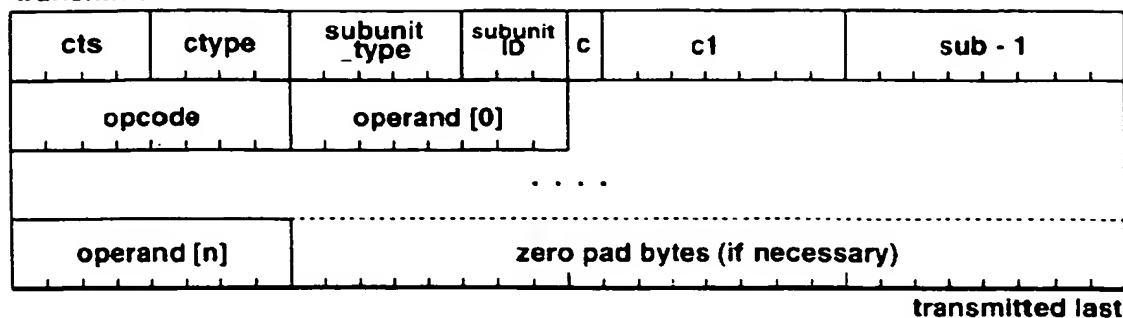 cts ctype subunit _type subunit ID c c1 sub - 1
opcode operand [0]
. . . .
operand [n] zero pad bytes (if necessary)
transmitted last